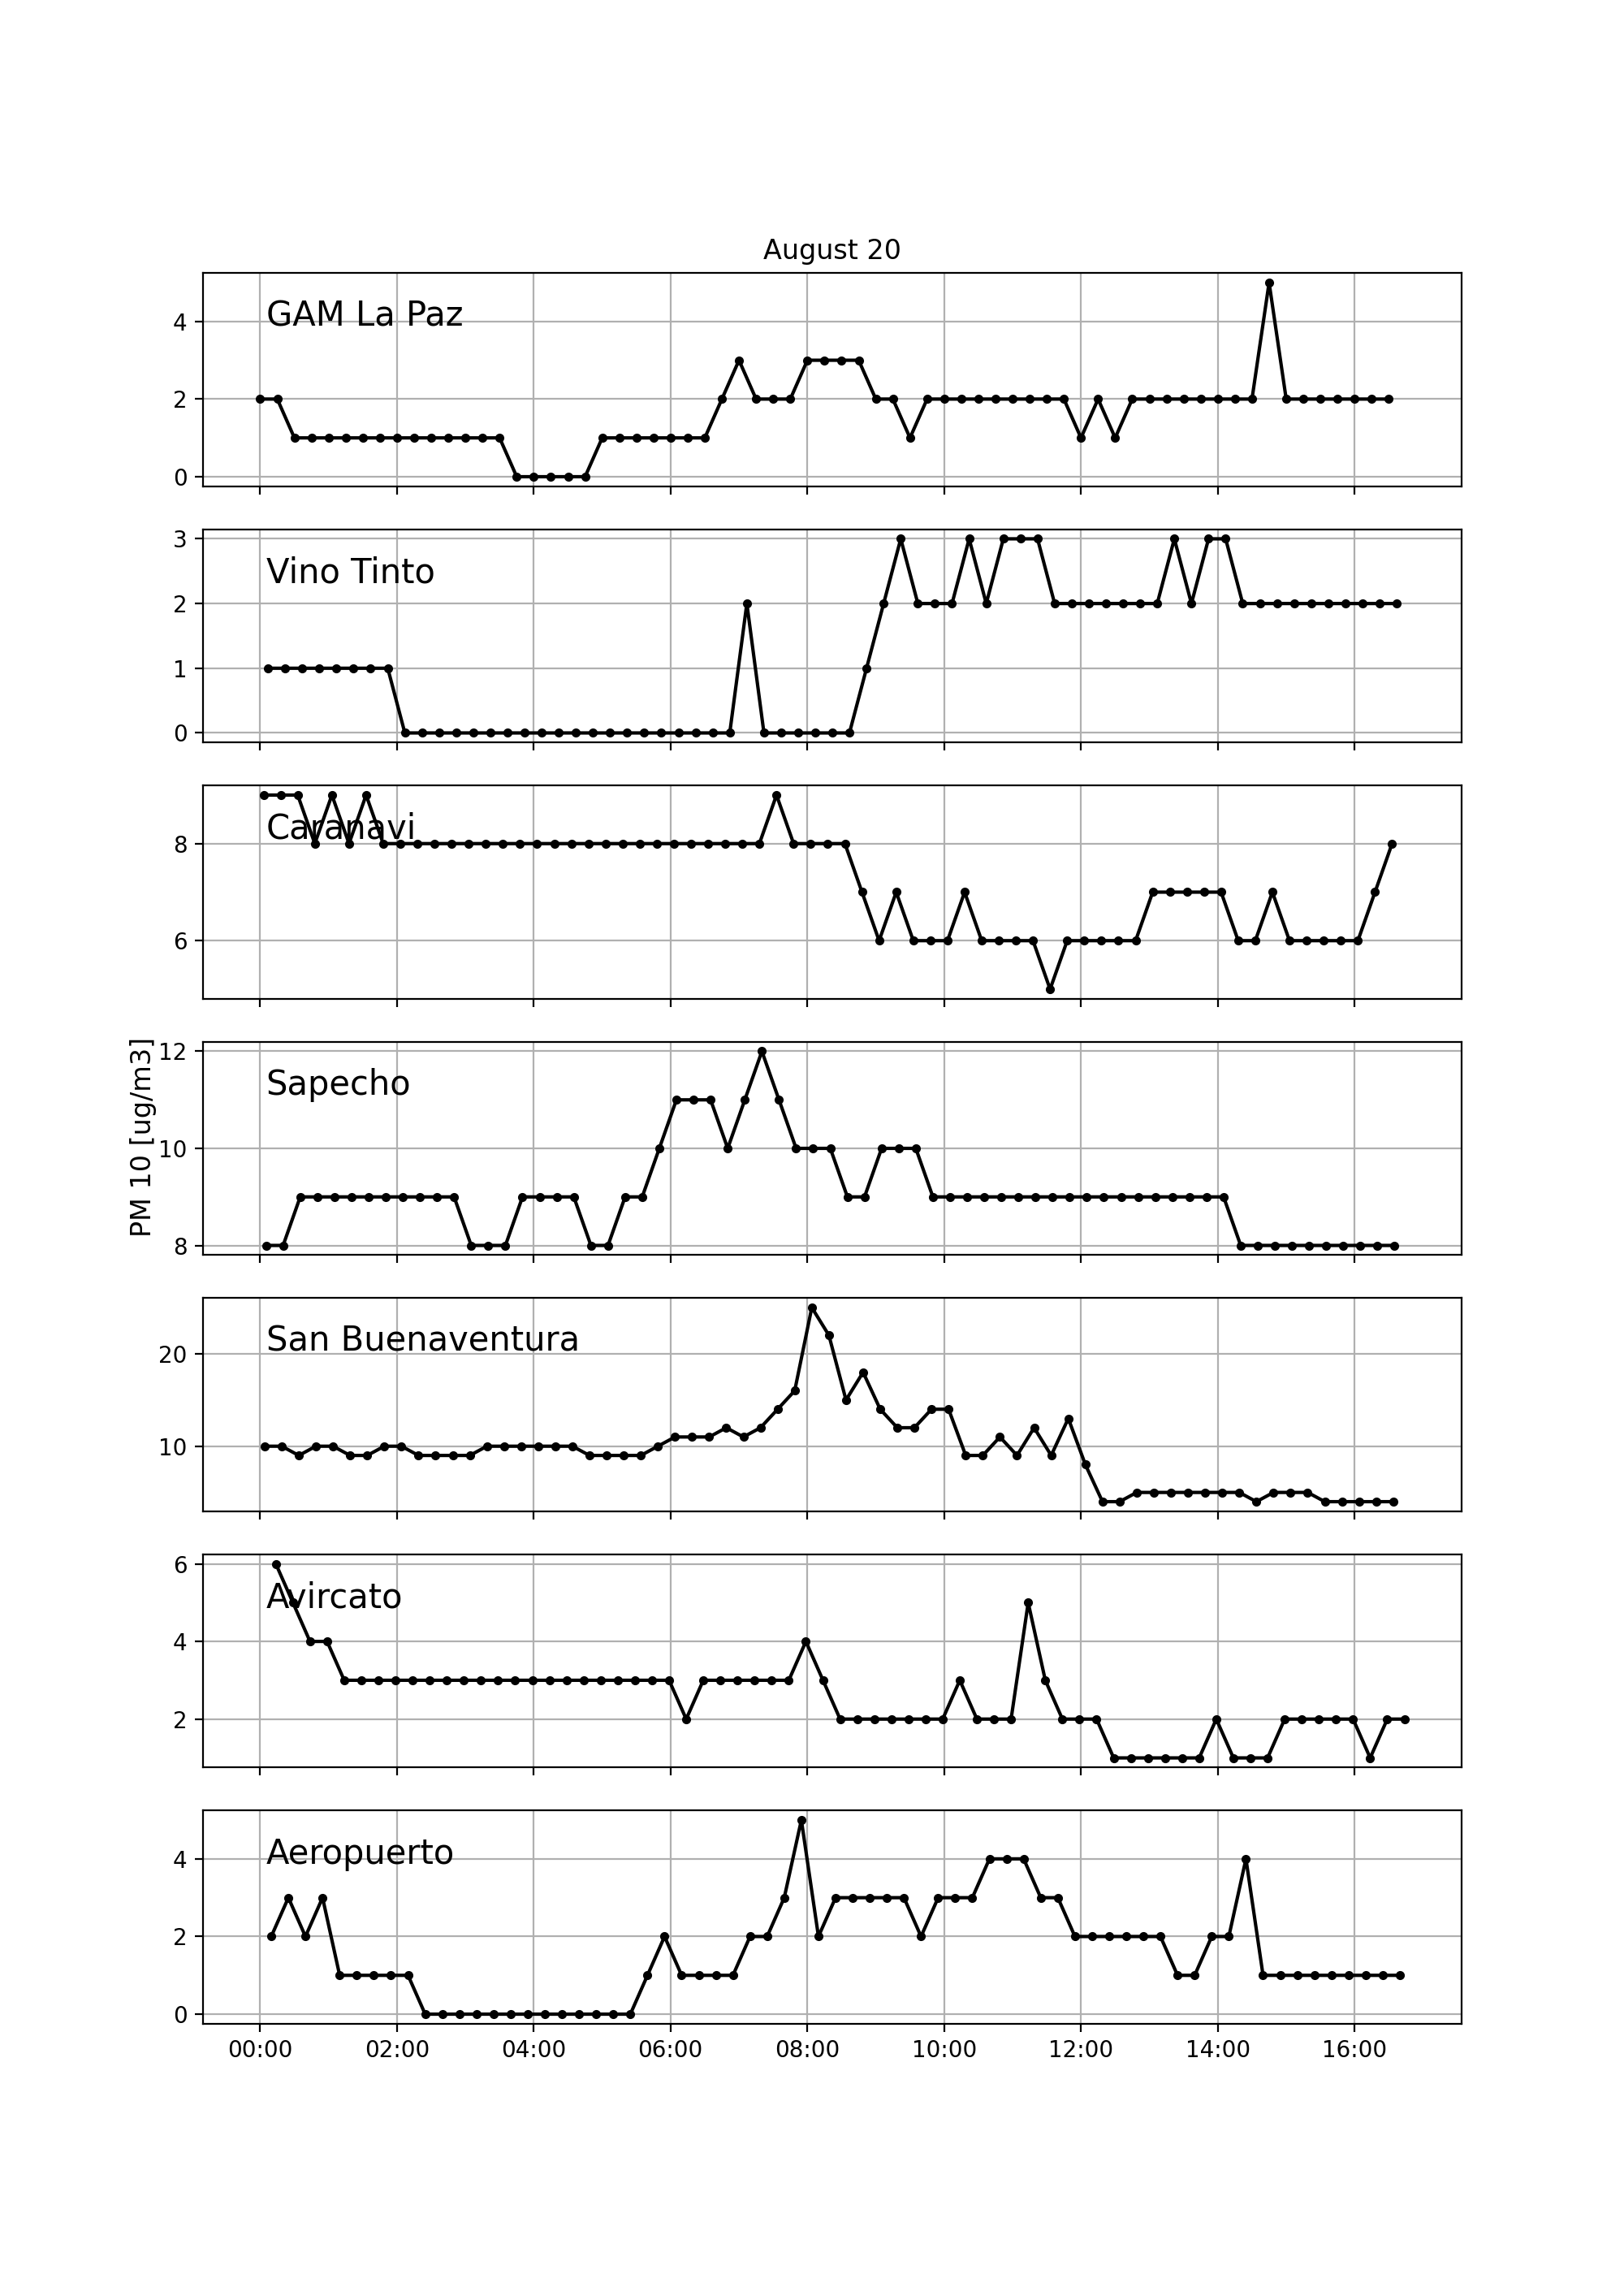 August 20
GAM La Paz
4
2
0
Vino Tinto
3
2
1
0
Caranavi
8
6
PM 10 [ug/m3]
Sapecho
12
10
8
San Buenaventura
20
10
Avircato
6
4
2
Aeropuerto
4
2
0
00:00 02:00 04:00 06:00 08:00 10:00 12:00 14:00 16:00